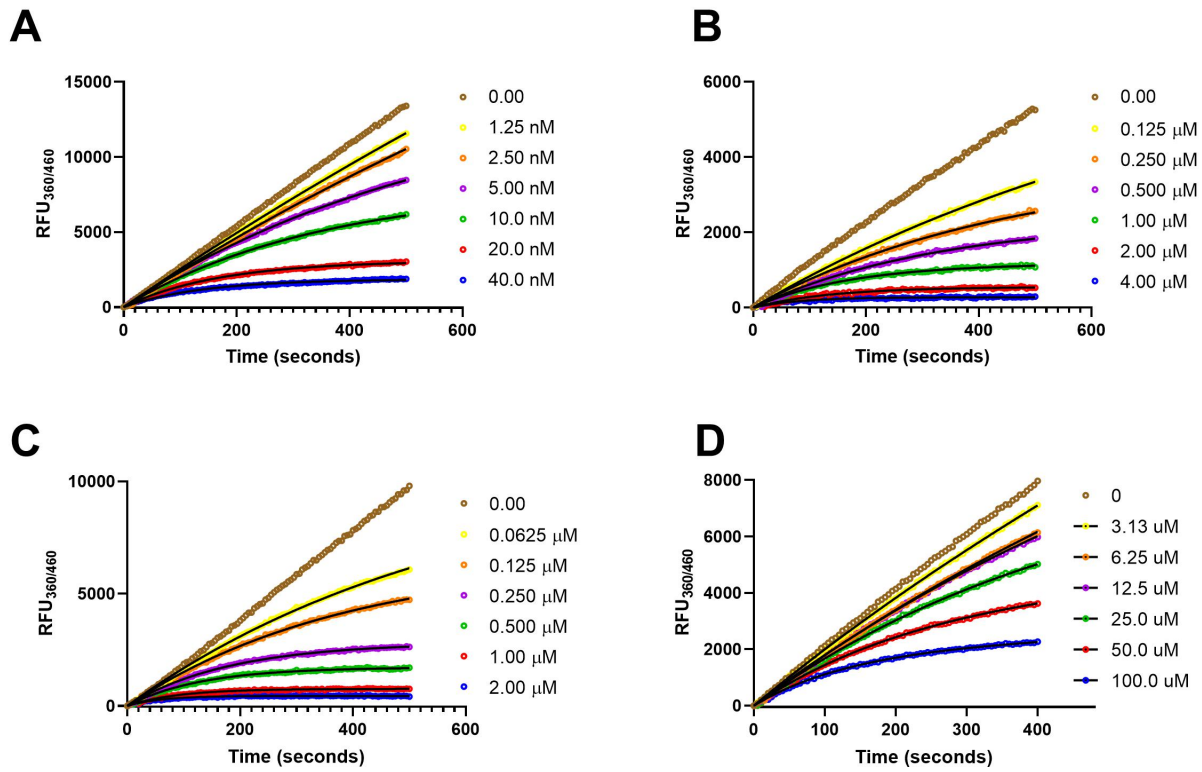 A
RFU360/460
15000
10000
5000
0
0
200
400
600
Time (seconds)
0.00
1.25 nM
2.50 nM
5.00 nM
10.0 nM
20.0 nM
40.0 nM
B
RFU360/460
6000
4000
2000
0
0
200
400
600
Time (seconds)
0.00
0.125 μM
0.250 μM
0.500 μM
1.00 μM
2.00 μM
4.00 μM
C
RFU360/460
10000
5000
0
0
200
400
600
Time (seconds)
0.00
0.0625 μM
0.125 μM
0.250 μM
0.500 μM
1.00 μM
2.00 μM
D
RFU360/460
8000
6000
4000
2000
0
0
100
200
300
400
Time (seconds)
0
3.13 uM
6.25 uM
12.5 uM
25.0 uM
50.0 uM
100.0 uM